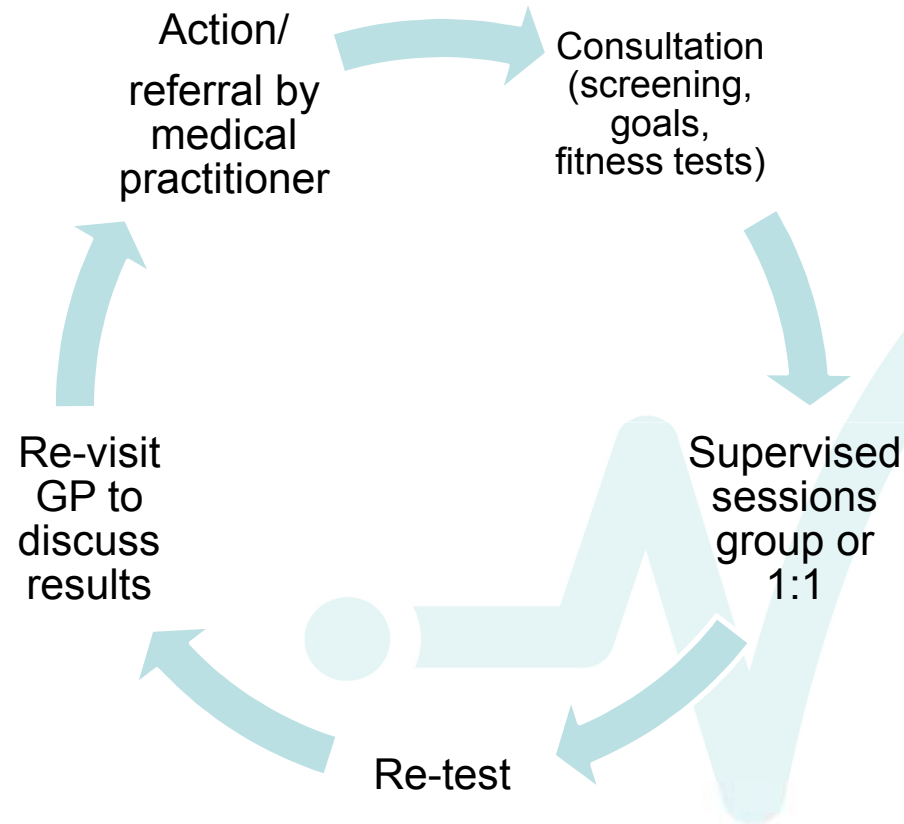 Action/
referral by
medical
practitioner
Consultation
(screening,
goals,
fitness tests)
Supervised
sessions
group or
1:1
Re-test
Re-visit
GP to
discuss
results